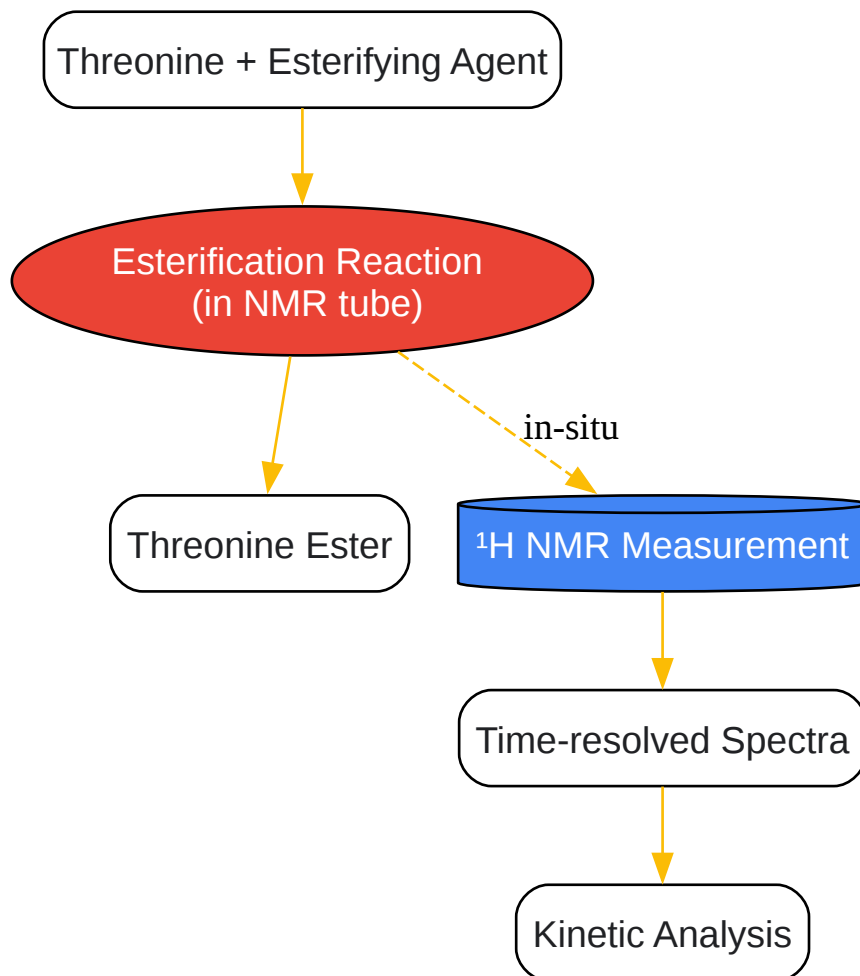 Threonine + Esterifying Agent
Esterification Reaction
(in NMR tube)
in-situ
Threonine Ester
¹H NMR Measurement
Time-resolved Spectra
Kinetic Analysis